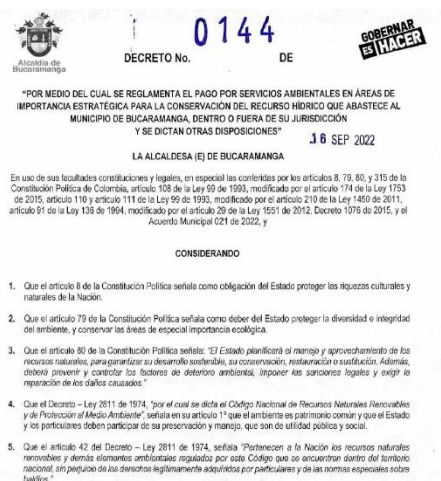 Alcaldía de
Bucaramanga
0144
DECRETO No. DE
GOBERNAR
ES HACER
"POR MEDIO DEL CUAL SE REGLAMENTA EL PAGO POR SERVICIOS AMBIENTALES EN ÁREAS DE
IMPORTANCIA ESTRATÉGICA PARA LA CONSERVACIÓN DEL RECURSO HÍDRICO QUE ABASTECE AL
MUNICIPIO DE BUCARAMANGA, DENTRO O FUERA DE SU JURISDICCIÓN
Y SE DICTAN OTRAS DISPOSICIONES"
16 SEP 2022
LA ALCALDESA (E) DE BUCARAMANGA
En uso de sus facultades constituciones y legales, en especial las conferidas por los artículos 8, 79, 80, y 315 de la
Constitución Política de Colombia, artículo 108 de la Ley 99 de 1993, modificado por el artículo 174 de la Ley 1753
de 2015, artículo 110 y artículo 111 de la Ley 99 de 1993, modificado por el artículo 210 de la Ley 1450 de 2011,
artículo 91 de la Ley 136 de 1994, modificado por el artículo 29 de la Ley 1551 de 2012, Decreto 1076 de 2015, y el
Acuerdo Municipal 021 de 2022, y
CONSIDERANDO
1. Que el artículo 8 de la Constitución Política señala como obligación del Estado proteger las riquezas culturales y
naturales de la Nación.
2. Que el artículo 79 de la Constitución Política señala como deber del Estado proteger la diversidad e integridad
del ambiente, y conservar las áreas de especial importancia ecológica.
3. Que el artículo 80 de la Constitución Política señala: "El Estado planificará el manejo y aprovechamiento de los
recursos naturales, para garantizar su desarrollo sostenible, su conservación, restauración o sustitución. Además,
deberá prevenir y controlar los factores de deterioro ambiental, imponer las sanciones legales y exigir la
reparación de los daños causados."
4. Que el Decreto – Ley 2811 de 1974, "por el cual se dicta el Código Nacional de Recursos Naturales Renovables
y de Protección al Medio Ambiente", señala en su artículo 1º que el ambiente es patrimonio común y que el Estado
y los particulares deben participar de su preservación y manejo, que son de utilidad pública y social.
5. Que el artículo 42 del Decreto – Ley 2811 de 1974, señala "Pertenecen a la Nación los recursos naturales
renovables y demás elementos ambientales regulados por este Código que se encuentran dentro del territorio
nacional, sin perjuicio de los derechos legítimamente adquiridos por particulares y de las normas especiales sobre
baldíos."